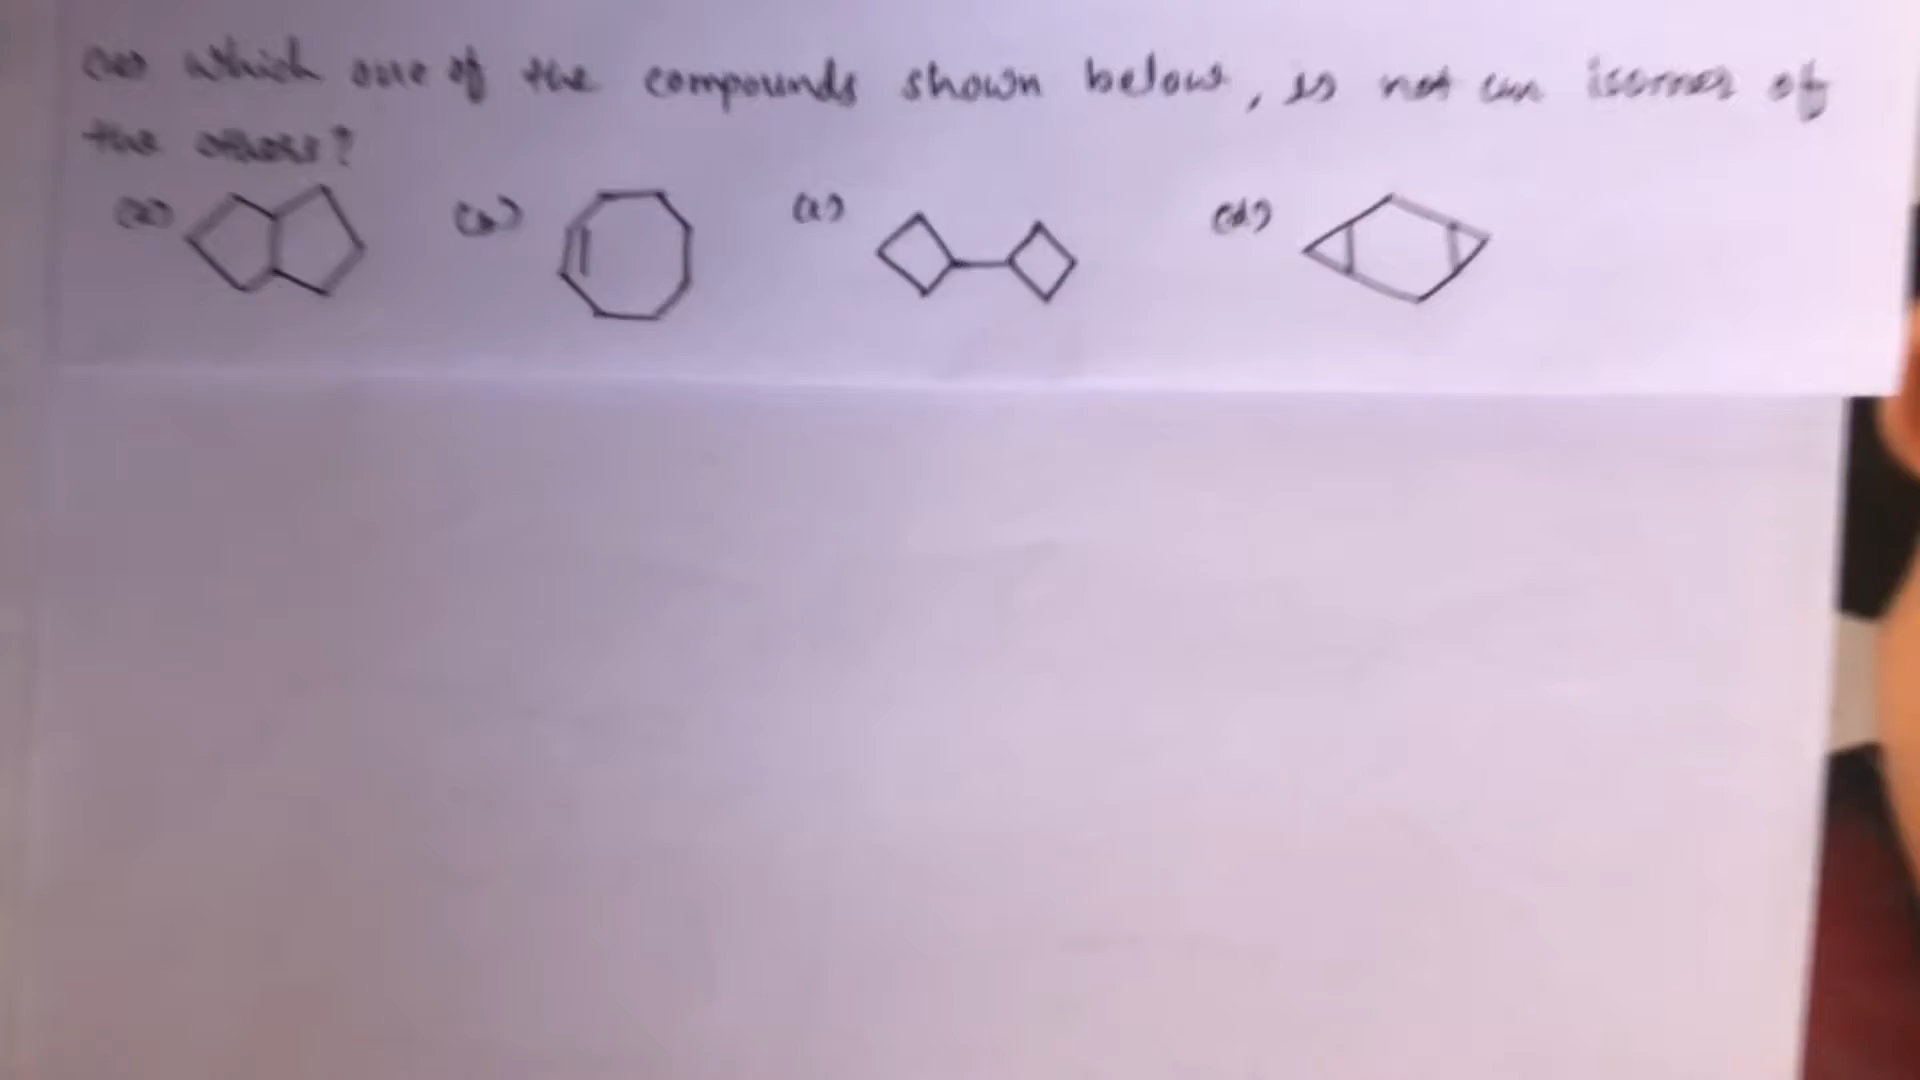 which one of the compounds shown below, is not an isomer of
the others?
(a) (b) (c) (d)